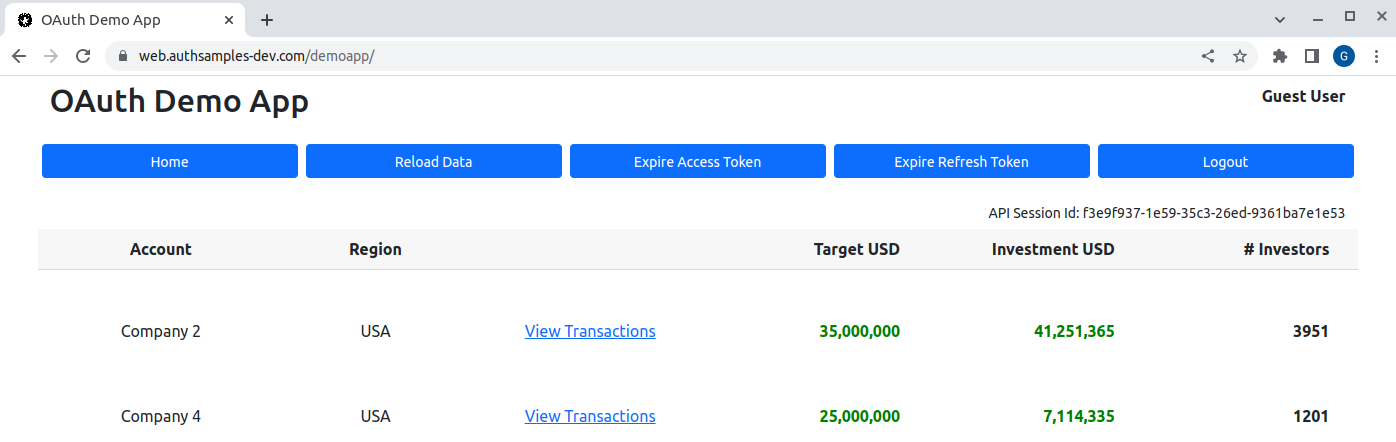 OAuth Demo App
web.authsamples-dev.com/demoapp/
G
OAuth Demo App
Guest User
Home Reload Data Expire Access Token Expire Refresh Token Logout
API Session Id: f3e9f937-1e59-35c3-26ed-9361ba7e1e53
Account Region Target USD Investment USD # Investors
Company 2 USA View Transactions 35,000,000 41,251,365 3951
Company 4 USA View Transactions 25,000,000 7,114,335 1201